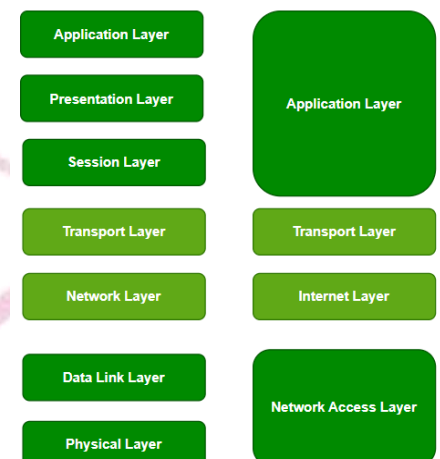 Application Layer
Presentation Layer
Session Layer
Transport Layer
Network Layer
Data Link Layer
Physical Layer
Application Layer
Transport Layer
Internet Layer
Network Access Layer